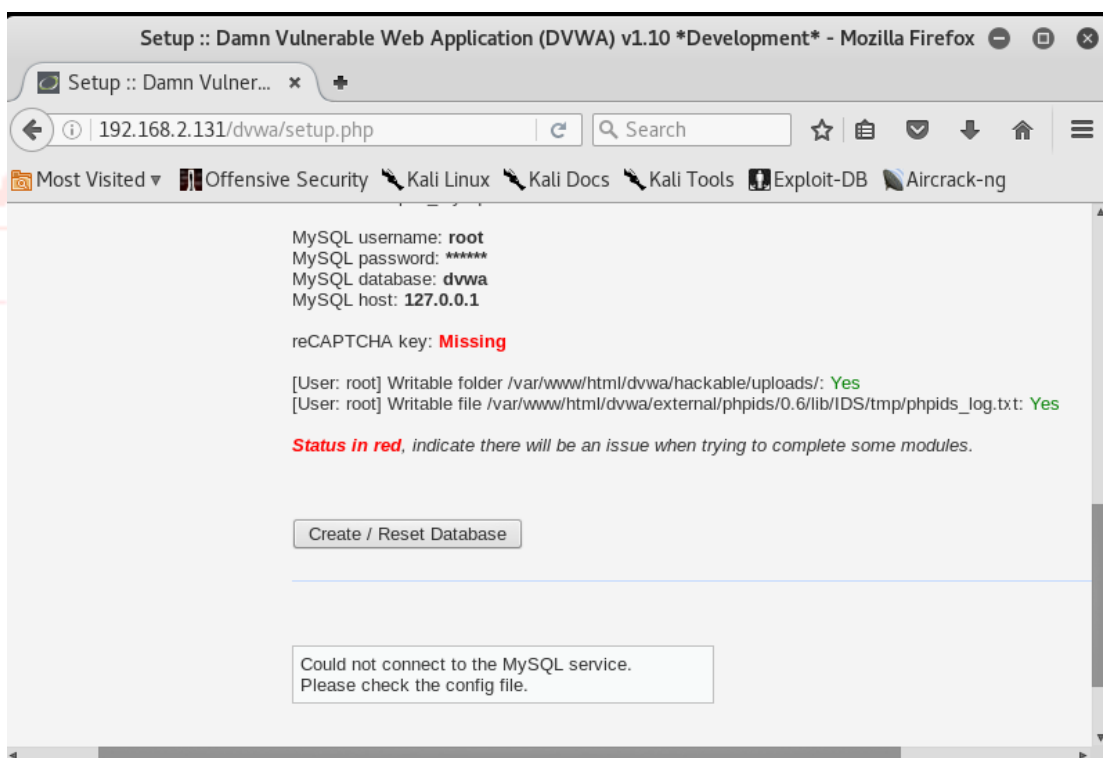 Setup :: Damn Vulnerable Web Application (DVWA) v1.10 *Development* - Mozilla Firefox
Setup :: Damn Vulner...
192.168.2.131/dvwa/setup.php
Search
Most Visited
Offensive Security
Kali Linux
Kali Docs
Kali Tools
Exploit-DB
Aircrack-ng
MySQL username: root
MySQL password: ******
MySQL database: dvwa
MySQL host: 127.0.0.1
reCAPTCHA key: Missing
[User: root] Writable folder /var/www/html/dvwa/hackable/uploads/: Yes
[User: root] Writable file /var/www/html/dvwa/external/phpids/0.6/lib/IDS/tmp/phpids_log.txt: Yes
Status in red, indicate there will be an issue when trying to complete some modules.
Create / Reset Database
Could not connect to the MySQL service.
Please check the config file.